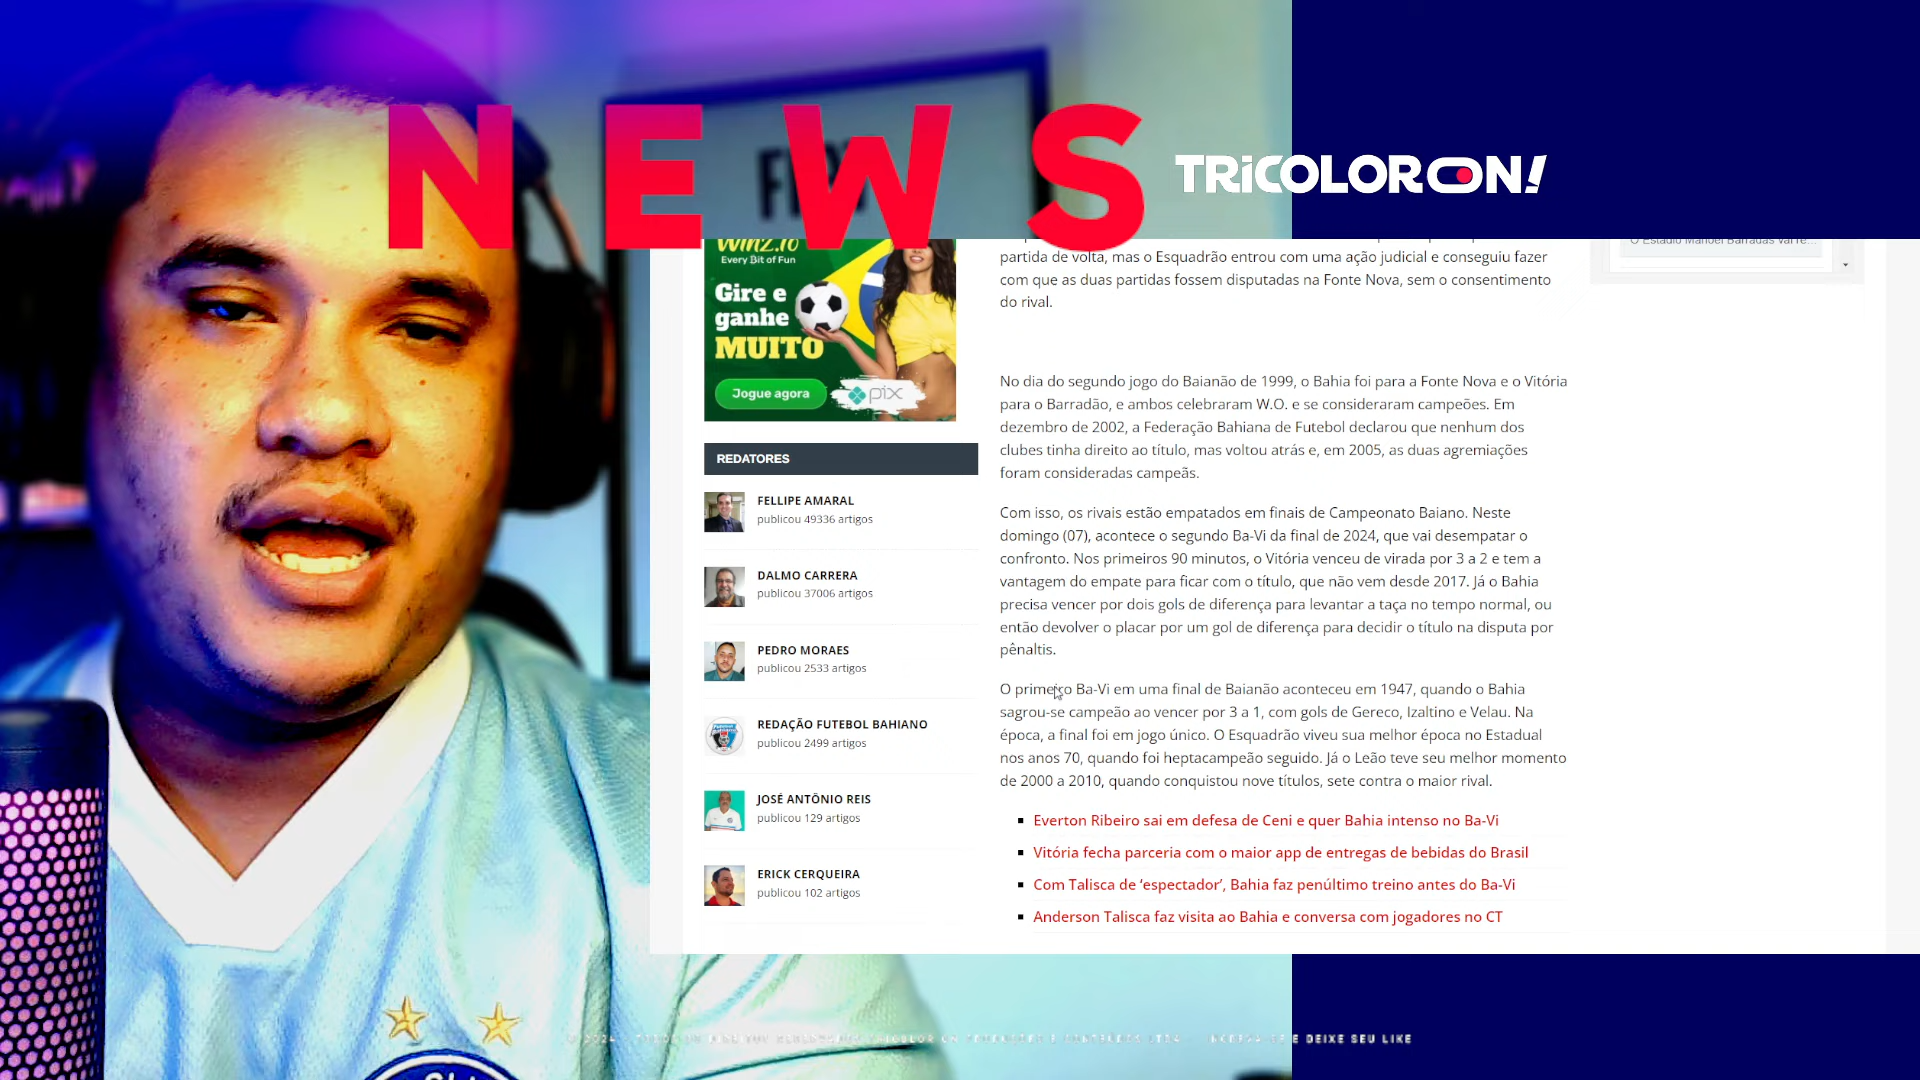 NEWS
TRiCOLOR ON!
WINZ.IO
Every Bit of Fun
Gire e
ganhe
MUITO
Jogue agora
pix
REDATORES
FELLIPE AMARAL
publicou 49336 artigos
DALMO CARRERA
publicou 37006 artigos
PEDRO MORAES
publicou 2533 artigos
REDAÇÃO FUTEBOL BAHIANO
publicou 2499 artigos
JOSÉ ANTÔNIO REIS
publicou 129 artigos
ERICK CERQUEIRA
publicou 102 artigos
partida de volta, mas o Esquadrão entrou com uma ação judicial e conseguiu fazer
com que as duas partidas fossem disputadas na Fonte Nova, sem o consentimento
do rival.
No dia do segundo jogo do Baianão de 1999, o Bahia foi para a Fonte Nova e o Vitória
para o Barradão, e ambos celebraram W.O. e se consideraram campeões. Em
dezembro de 2002, a Federação Bahiana de Futebol declarou que nenhum dos
clubes tinha direito ao título, mas voltou atrás e, em 2005, as duas agremiações
foram consideradas campeãs.
Com isso, os rivais estão empatados em finais de Campeonato Baiano. Neste
domingo (07), acontece o segundo Ba-Vi da final de 2024, que vai desempatar o
confronto. Nos primeiros 90 minutos, o Vitória venceu de virada por 3 a 2 e tem a
vantagem do empate para ficar com o título, que não vem desde 2017. Já o Bahia
precisa vencer por dois gols de diferença para levantar a taça no tempo normal, ou
então devolver o placar por um gol de diferença para decidir o título na disputa por
pênaltis.
O primeiro Ba-Vi em uma final de Baianão aconteceu em 1947, quando o Bahia
sagrou-se campeão ao vencer por 3 a 1, com gols de Gereco, Izaltino e Velau. Na
época, a final foi em jogo único. O Esquadrão viveu sua melhor época no Estadual
nos anos 70, quando foi heptacampeão seguido. Já o Leão teve seu melhor momento
de 2000 a 2010, quando conquistou nove títulos, sete contra o maior rival.
Everton Ribeiro sai em defesa de Ceni e quer Bahia intenso no Ba-Vi
Vitória fecha parceria com o maior app de entregas de bebidas do Brasil
Com Talisca de ‘espectador’, Bahia faz penúltimo treino antes do Ba-Vi
Anderson Talisca faz visita ao Bahia e conversa com jogadores no CT
O Estádio Manoel Barradas vai re...
E DEIXE SEU LIKE